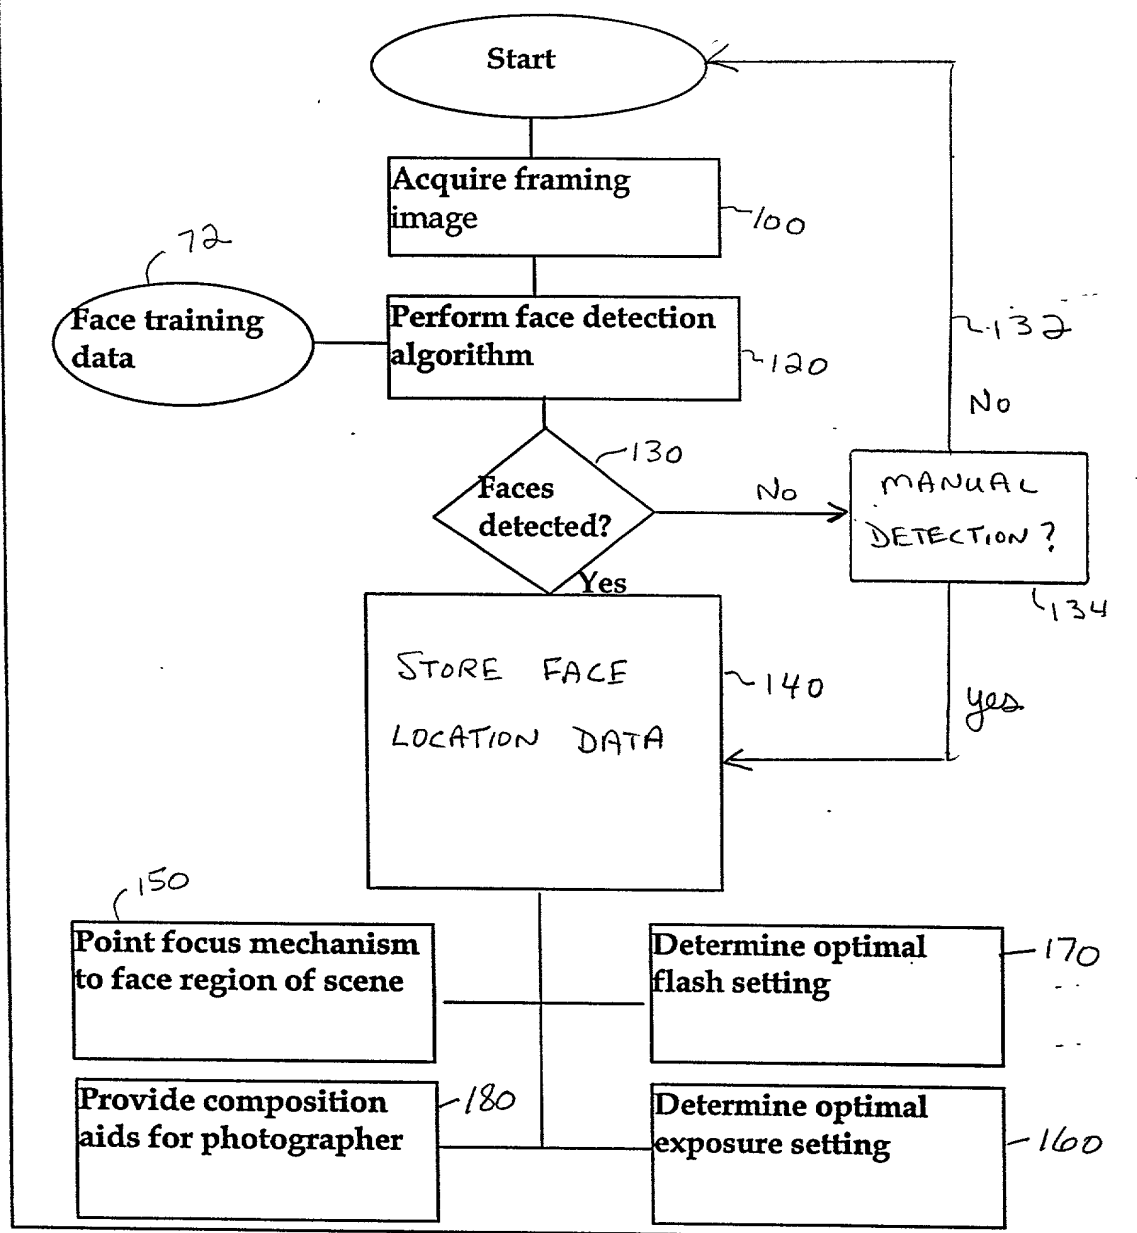 Start
Acquire framing
image
100
72
Face training
data
Perform face detection
algorithm
120
132
No
130
Faces
detected?
No
MANUAL
DETECTION?
134
Yes
STORE FACE
LOCATION DATA
140
yes
150
Point focus mechanism
to face region of scene
Determine optimal
flash setting
170
Provide composition
aids for photographer
180
Determine optimal
exposure setting
160